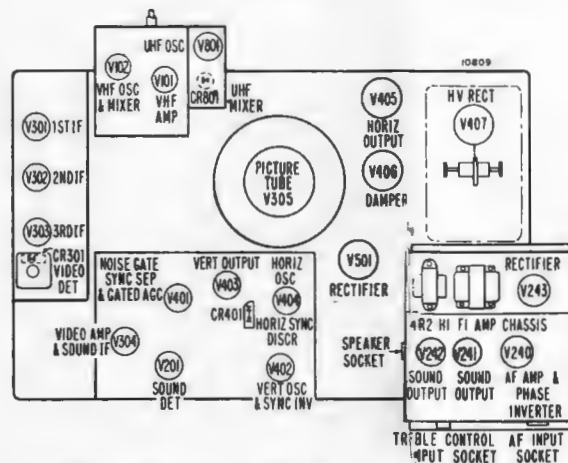 10809
UHF OSC
V801
V102
VHF OSC
& MIXER
V101
VHF
AMP
CR801
UHF
MIXER
V405
HORIZ
OUTPUT
HV RECT
V407
V301 1ST IF
V302 2ND IF
V303 3RD IF
CR301
VIDEO
DET
PICTURE
TUBE
V305
V406
DAMPER
NOISE GATE
SYNC SEP
& GATED AGC
V401
VERT OUTPUT
V403
HORIZ
OSC
V404
CR401
HORIZ SYNC
DISCR
V501
RECTIFIER
RECTIFIER
V243
VIDEO AMP
& SOUND IF
V304
V201
SOUND
DET
V402
VERT OSC
& SYNC INV
SPEAKER
SOCKET
4R2 HI FI AMP CHASSIS
V242
SOUND
OUTPUT
V241
SOUND
OUTPUT
V240
AF AMP &
PHASE
INVERTER
TREBLE CONTROL
INPUT SOCKET
AF INPUT
SOCKET